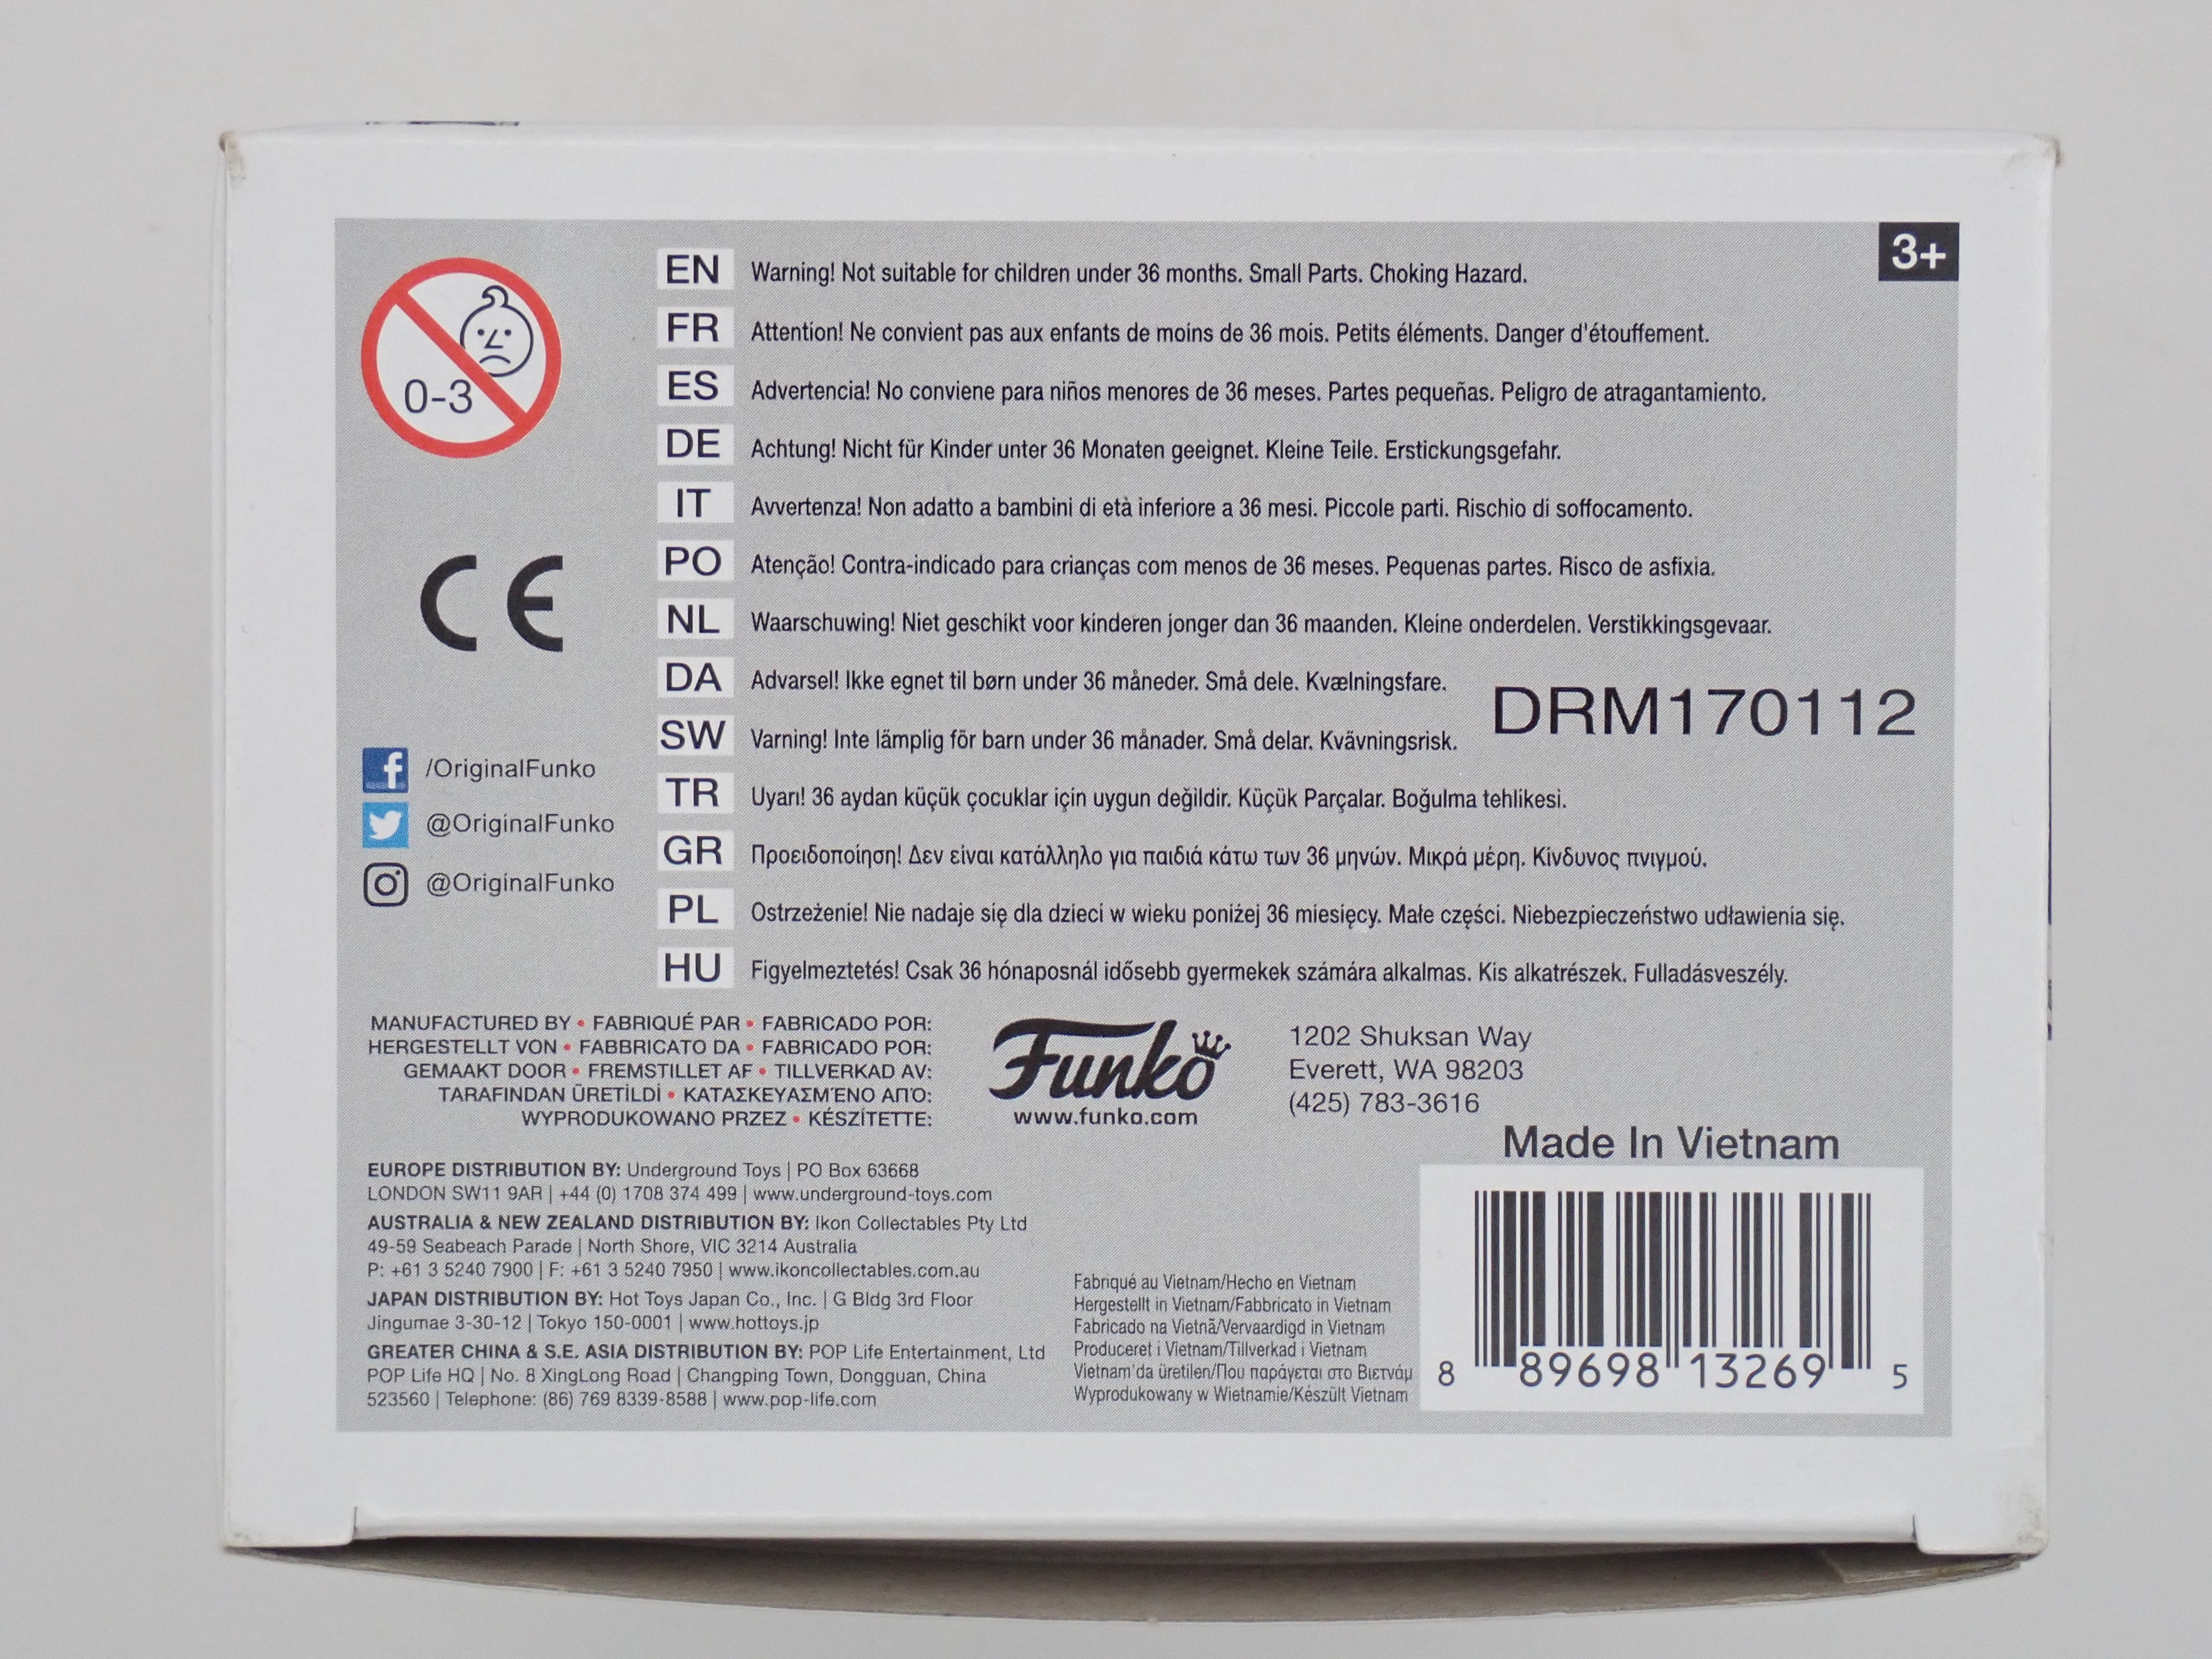 3+
0-3
EN Warning! Not suitable for children under 36 months. Small Parts. Choking Hazard.
FR Attention! Ne convient pas aux enfants de moins de 36 mois. Petits éléments. Danger d'étouffement.
ES Advertencia! No conviene para niños menores de 36 meses. Partes pequeñas. Peligro de atragantamiento.
DE Achtung! Nicht für Kinder unter 36 Monaten geeignet. Kleine Teile. Erstickungsgefahr.
IT Avvertenza! Non adatto a bambini di età inferiore a 36 mesi. Piccole parti. Rischio di soffocamento.
PO Atenção! Contra-indicado para crianças com menos de 36 meses. Pequenas partes. Risco de asfixia.
NL Waarschuwing! Niet geschikt voor kinderen jonger dan 36 maanden. Kleine onderdelen. Verstikkingsgevaar.
DA Advarsel! Ikke egnet til børn under 36 måneder. Små dele. Kvælningsfare.
SW Varning! Inte lämplig för barn under 36 månader. Små delar. Kvävningsrisk.
TR Uyarı! 36 aydan küçük çocuklar için uygun değildir. Küçük Parçalar. Boğulma tehlikesi.
GR Προειδοποίηση! Δεν είναι κατάλληλο για παιδιά κάτω των 36 μηνών. Μικρά μέρη. Κίνδυνος πνιγμού.
PL Ostrzeżenie! Nie nadaje się dla dzieci w wieku poniżej 36 miesięcy. Małe części. Niebezpieczeństwo udławienia się.
HU Figyelmeztetés! Csak 36 hónaposnál idősebb gyermekek számára alkalmas. Kis alkatrészek. Fulladásveszély.
CE
DRM170112
/OriginalFunko
@OriginalFunko
@OriginalFunko
MANUFACTURED BY • FABRIQUÉ PAR • FABRICADO POR:
HERGESTELLT VON • FABBRICATO DA • FABRICADO POR:
GEMAAKT DOOR • FREMSTILLET AF • TILLVERKAD AV:
TARAFINDAN ÜRETİLDİ • ΚΑΤΑΣΚΕΥΑΣΜΈΝΟ ΑΠΌ:
WYPRODUKOWANO PRZEZ • KÉSZÍTETTE:
Funko
www.funko.com
1202 Shuksan Way
Everett, WA 98203
(425) 783-3616
Made In Vietnam
EUROPE DISTRIBUTION BY: Underground Toys | PO Box 63668
LONDON SW11 9AR | +44 (0) 1708 374 499 | www.underground-toys.com
AUSTRALIA & NEW ZEALAND DISTRIBUTION BY: Ikon Collectables Pty Ltd
49-59 Seabeach Parade | North Shore, VIC 3214 Australia
P: +61 3 5240 7900 | F: +61 3 5240 7950 | www.ikoncollectables.com.au
JAPAN DISTRIBUTION BY: Hot Toys Japan Co., Inc. | G Bldg 3rd Floor
Jingumae 3-30-12 | Tokyo 150-0001 | www.hottoys.jp
GREATER CHINA & S.E. ASIA DISTRIBUTION BY: POP Life Entertainment, Ltd
POP Life HQ | No. 8 XingLong Road | Changping Town, Dongguan, China
523560 | Telephone: (86) 769 8339-8588 | www.pop-life.com
Fabriqué au Vietnam/Hecho en Vietnam
Hergestellt in Vietnam/Fabbricato in Vietnam
Fabricado na Vietnã/Vervaardigd in Vietnam
Produceret i Vietnam/Tillverkad i Vietnam
Vietnam'da üretilen/Που παράγεται στο Βιετνάμ
Wyprodukowany w Wietnamie/Készült Vietnam
8 89698 13269 5